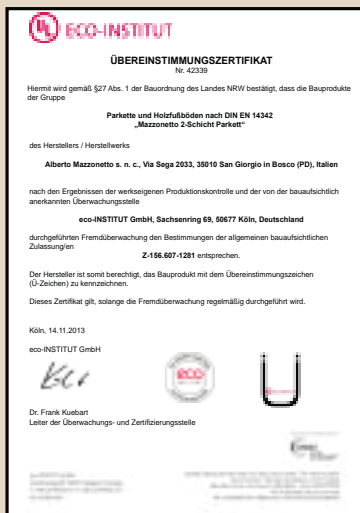 ECO-INSTITUT
ÜBEREINSTIMMUNGSZERTIFIKAT
Nr. 42339
Hiermit wird gemäß §27 Abs. 1 der Bauordnung des Landes NRW bestätigt, dass die Bauprodukte
der Gruppe
Parkette und Holzfußböden nach DIN EN 14342
„Mazzonetto 2-Schicht Parkett“
des Herstellers / Herstellwerks
Alberto Mazzonetto s. n. c., Via Sega 2033, 35010 San Giorgio in Bosco (PD), Italien
nach den Ergebnissen der werkseigenen Produktionskontrolle und der von der bauaufsichtlich
anerkannten Überwachungsstelle
eco-INSTITUT GmbH, Sachsenring 69, 50677 Köln, Deutschland
durchgeführten Fremdüberwachung den Bestimmungen der allgemeinen bauaufsichtlichen
Zulassung/en
Z-156.607-1281 entsprechen.
Der Hersteller ist somit berechtigt, das Bauprodukt mit dem Übereinstimmungszeichen
(Ü-Zeichen) zu kennzeichnen.
Dieses Zertifikat gilt, solange die Fremdüberwachung regelmäßig durchgeführt wird.
Köln, 14.11.2013
eco-INSTITUT GmbH
eco
Dr. Frank Kuebart
Leiter der Überwachungs- und Zertifizierungsstelle